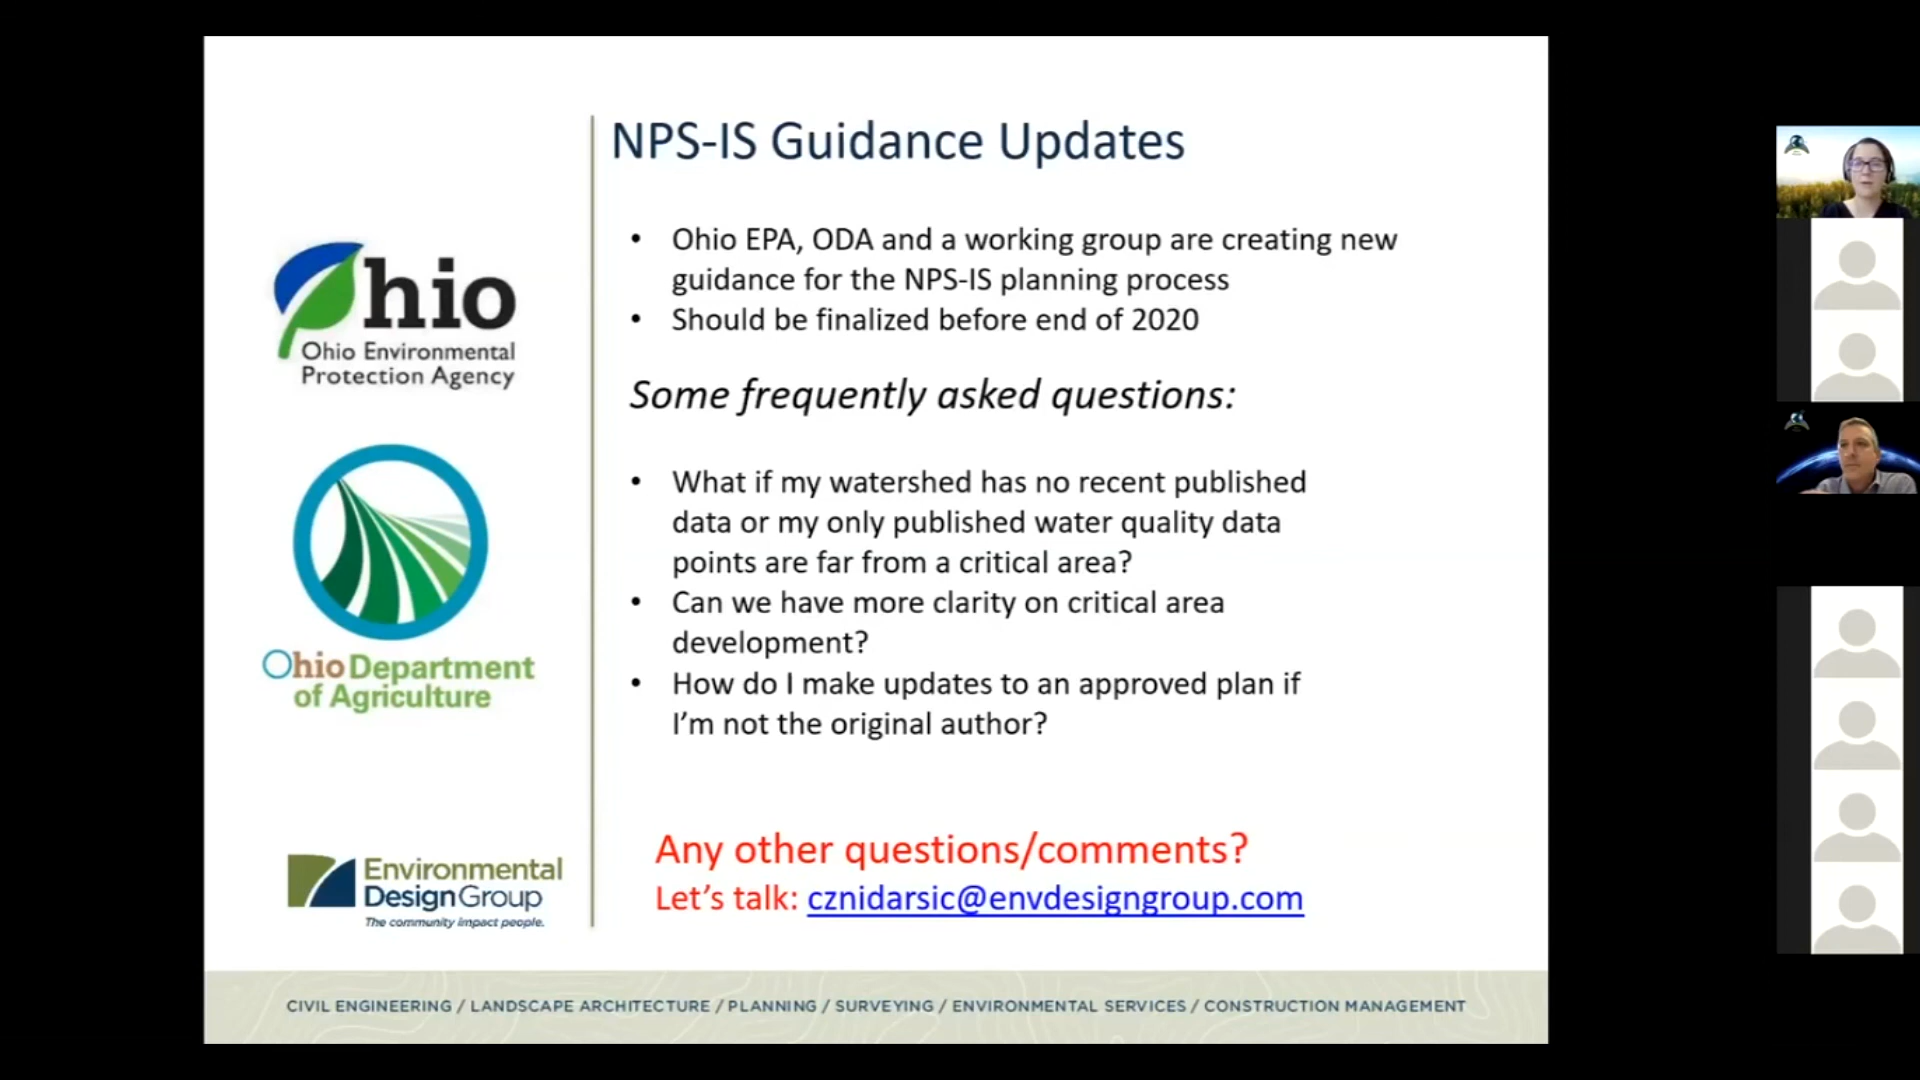 NPS-IS Guidance Updates
• Ohio EPA, ODA and a working group are creating new
guidance for the NPS-IS planning process
• Should be finalized before end of 2020
Some frequently asked questions:
• What if my watershed has no recent published
data or my only published water quality data
points are far from a critical area?
• Can we have more clarity on critical area
development?
• How do I make updates to an approved plan if
I'm not the original author?
Any other questions/comments?
Let's talk: cznidarsic@envdesigngroup.com
Ohio
Ohio Environmental
Protection Agency
Ohio Department
of Agriculture
Environmental
Design Group
The community impact people.
CIVIL ENGINEERING / LANDSCAPE ARCHITECTURE / PLANNING / SURVEYING / ENVIRONMENTAL SERVICES / CONSTRUCTION MANAGEMENT